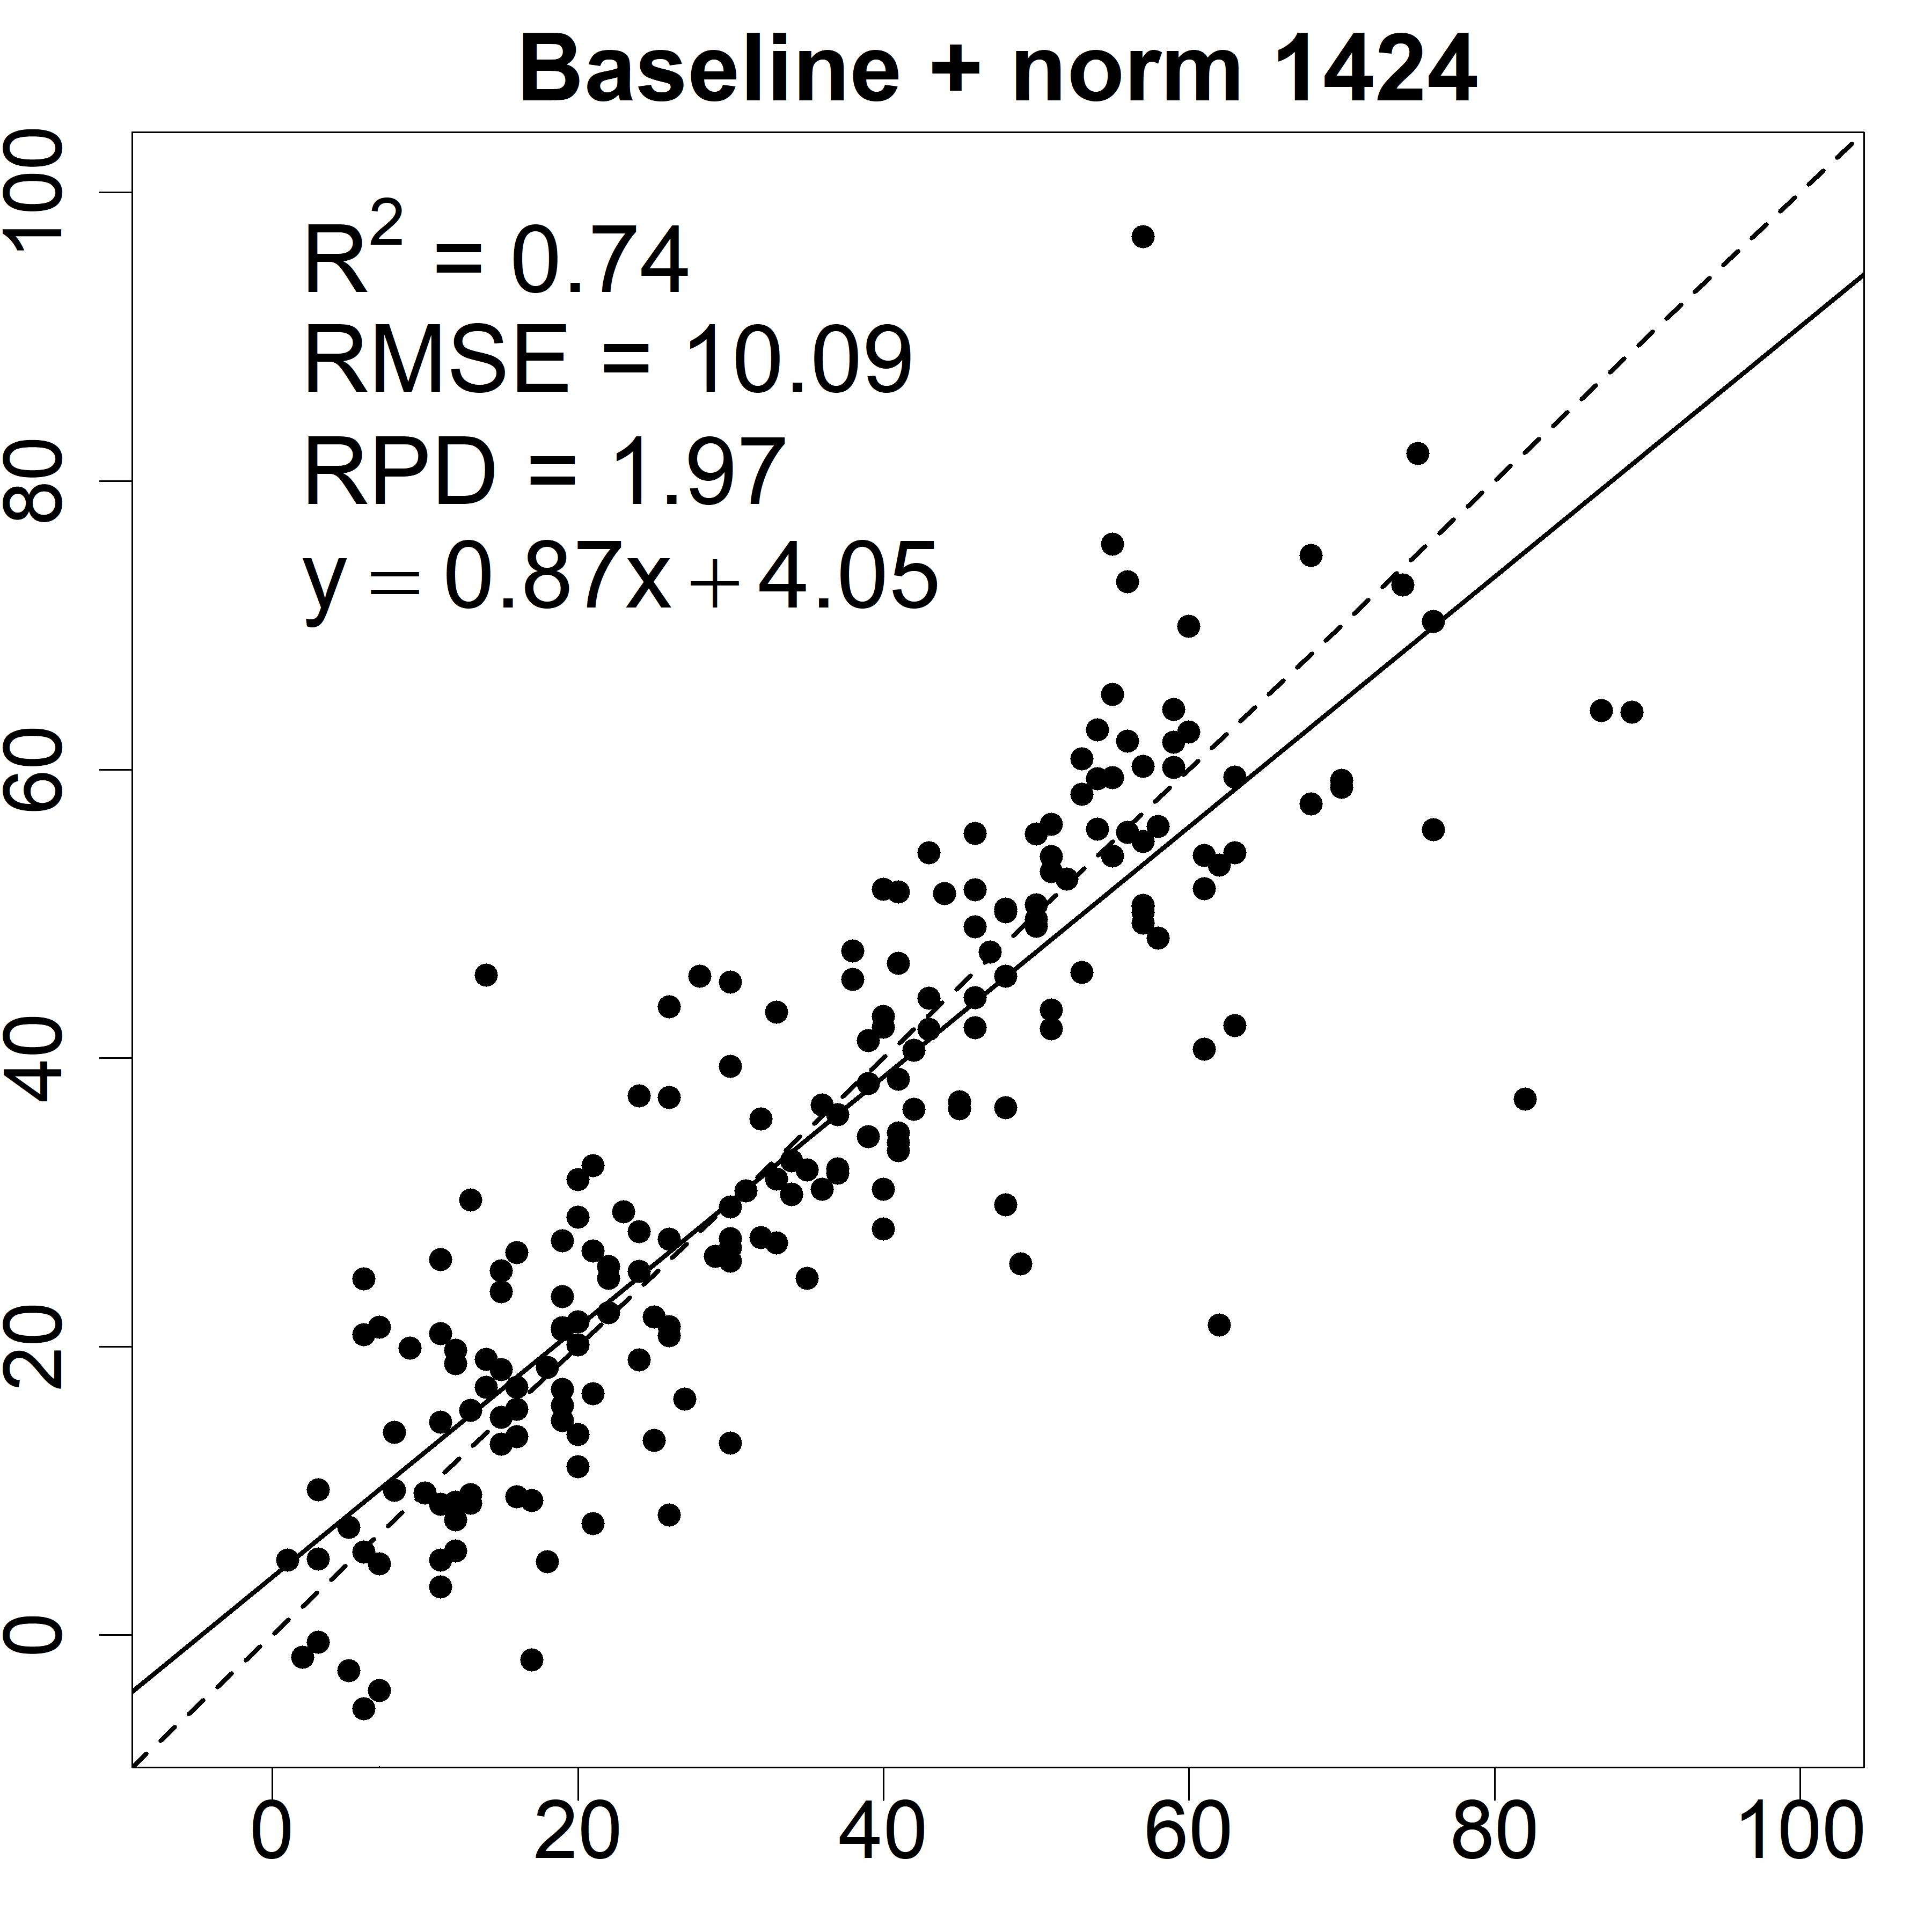 Baseline + norm 1424
R² = 0.74
RMSE = 10.09
RPD = 1.97
y = 0.87x + 4.05
100
80
60
40
20
0
0 20 40 60 80 100